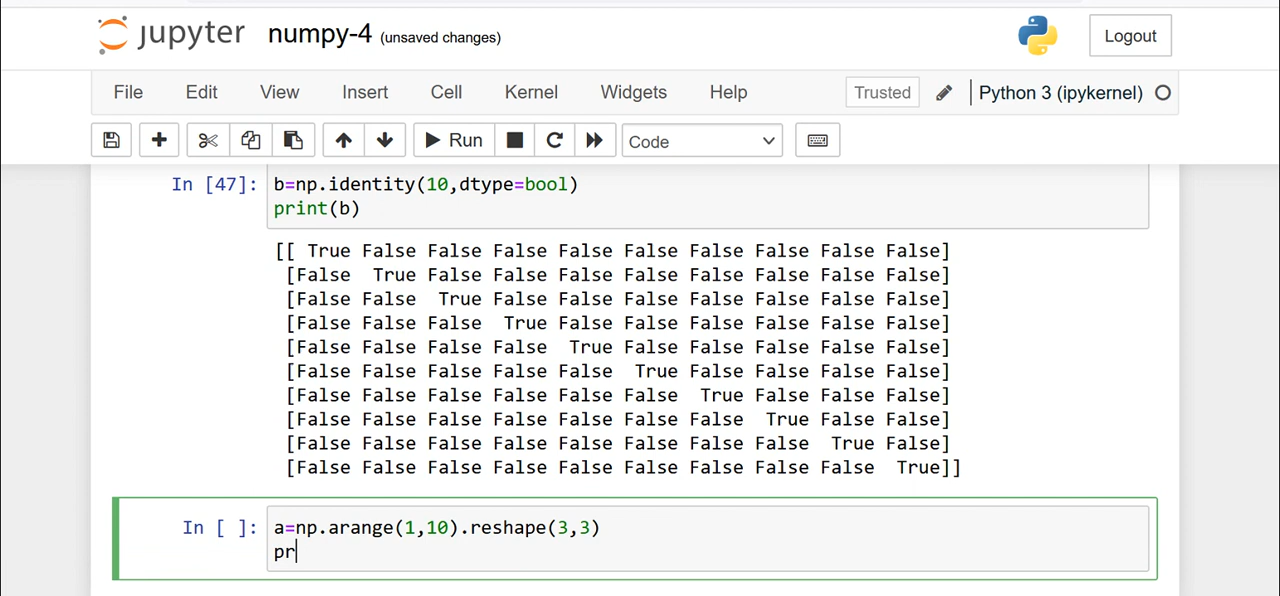 jupyter numpy-4 (unsaved changes) Logout
File Edit View Insert Cell Kernel Widgets Help Trusted Python 3 (ipykernel)
Run Code
In [47]: b=np.identity(10,dtype=bool)
print(b)
[[ True False False False False False False False False False]
[False  True False False False False False False False False]
[False False  True False False False False False False False]
[False False False  True False False False False False False]
[False False False False  True False False False False False]
[False False False False False  True False False False False]
[False False False False False False  True False False False]
[False False False False False False False  True False False]
[False False False False False False False False  True False]
[False False False False False False False False False  True]]
In [ ]: a=np.arange(1,10).reshape(3,3)
pr